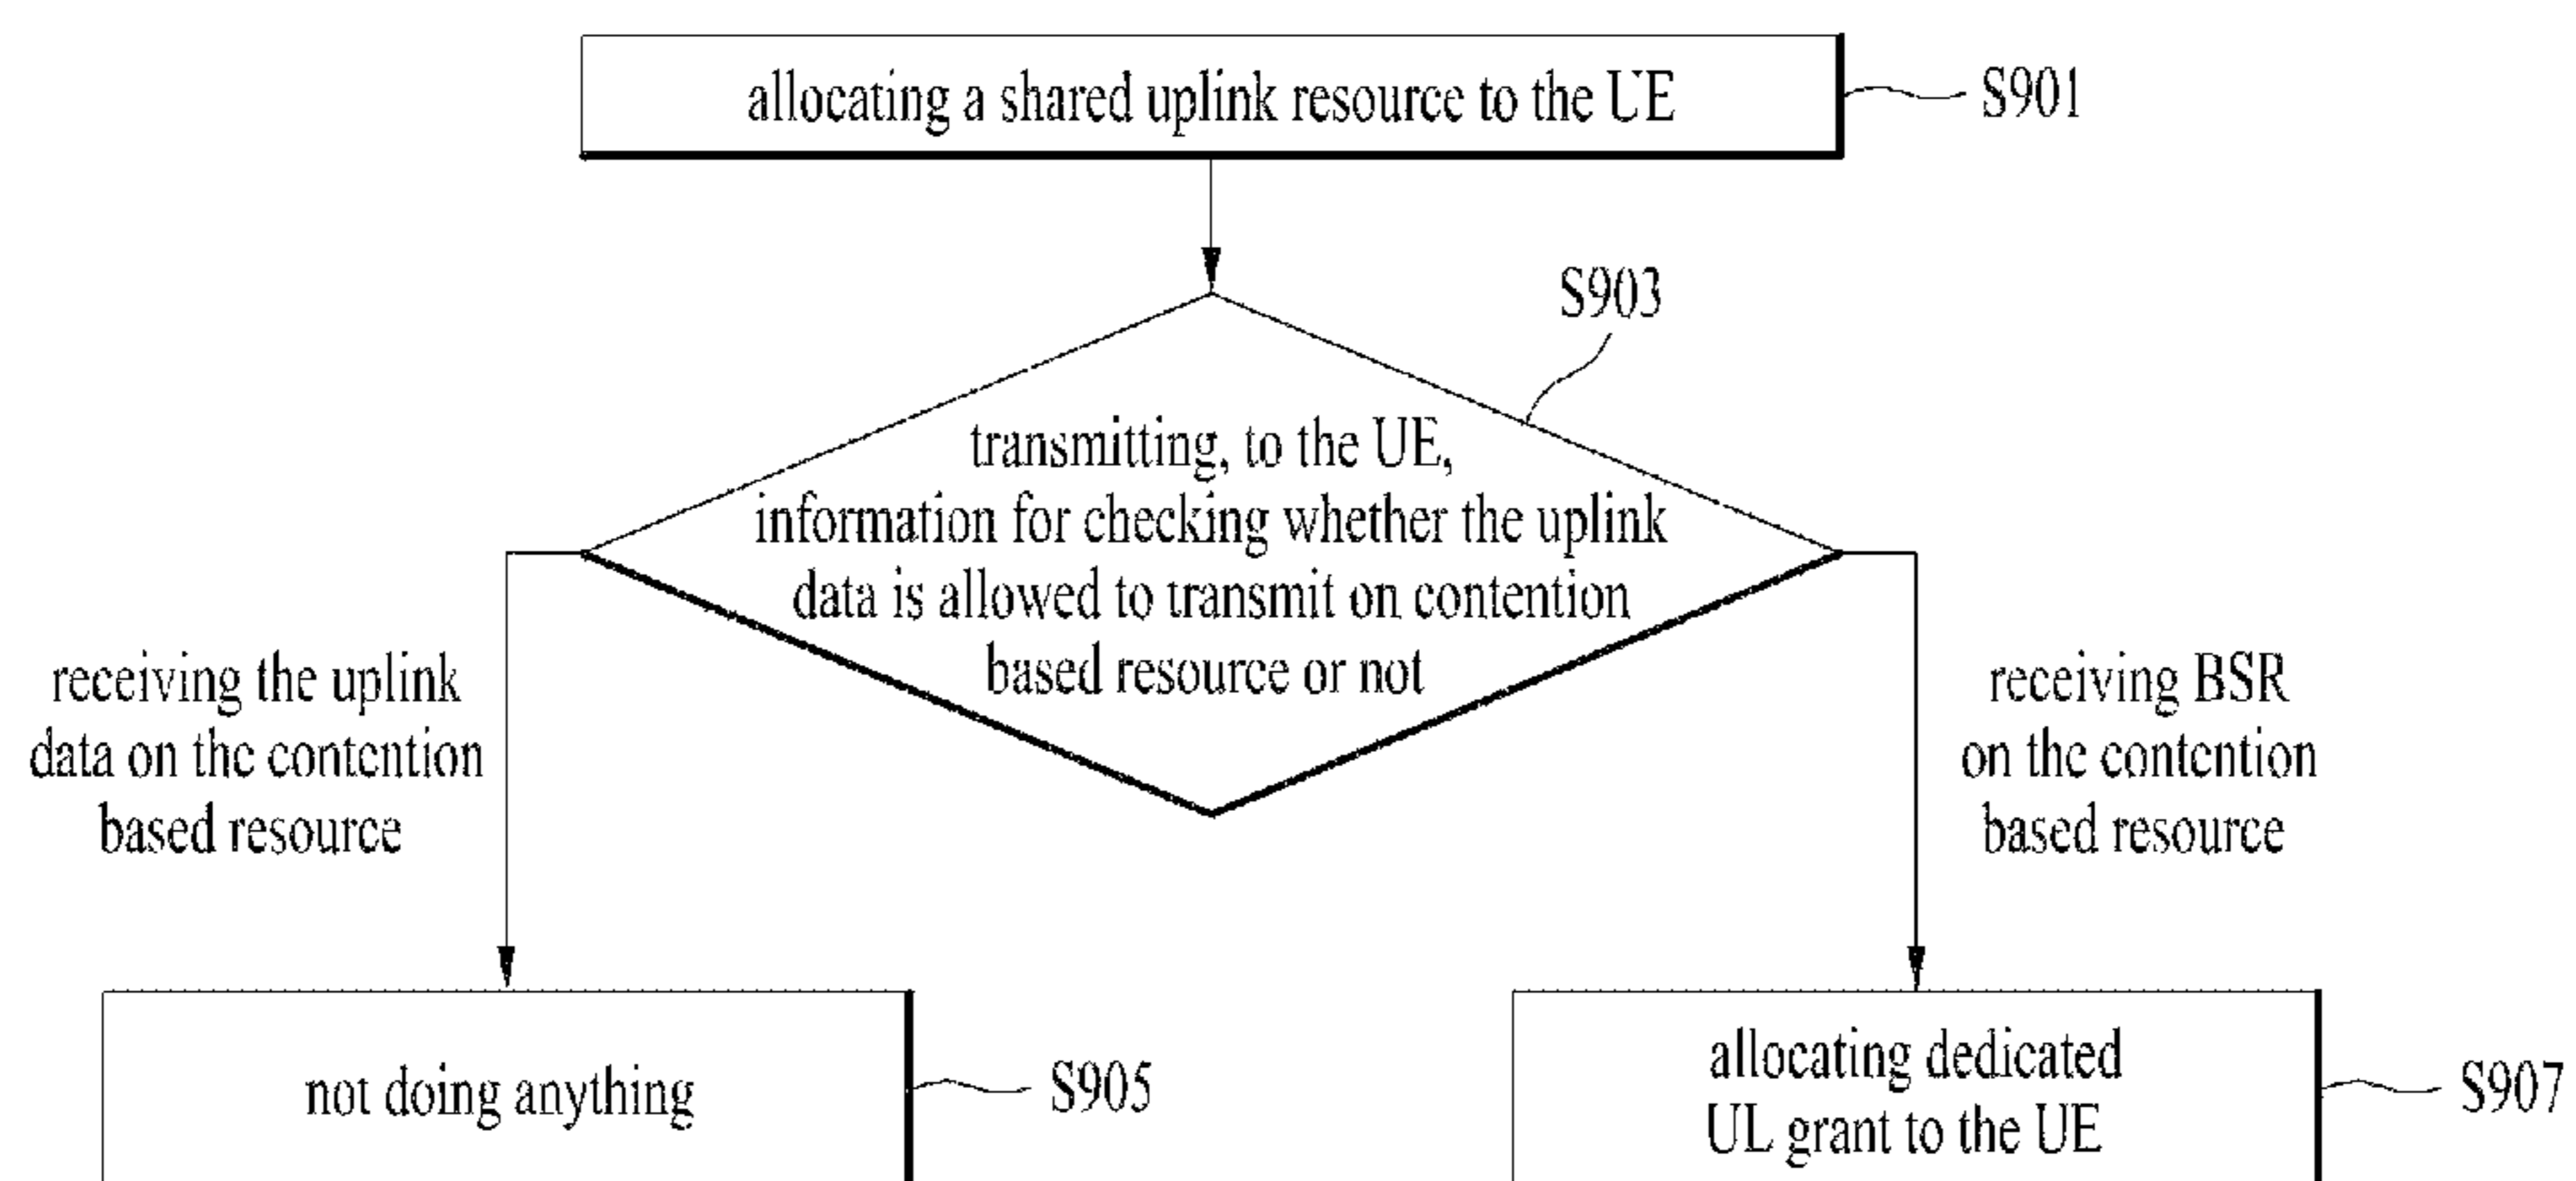 allocating a shared uplink resource to the UE
S901
S903
transmitting, to the UE,
information for checking whether the uplink
data is allowed to transmit on contention
based resource or not
receiving the uplink
data on the contention
based resource
receiving BSR
on the contention
based resource
not doing anything
S905
allocating dedicated
UL grant to the UE
S907